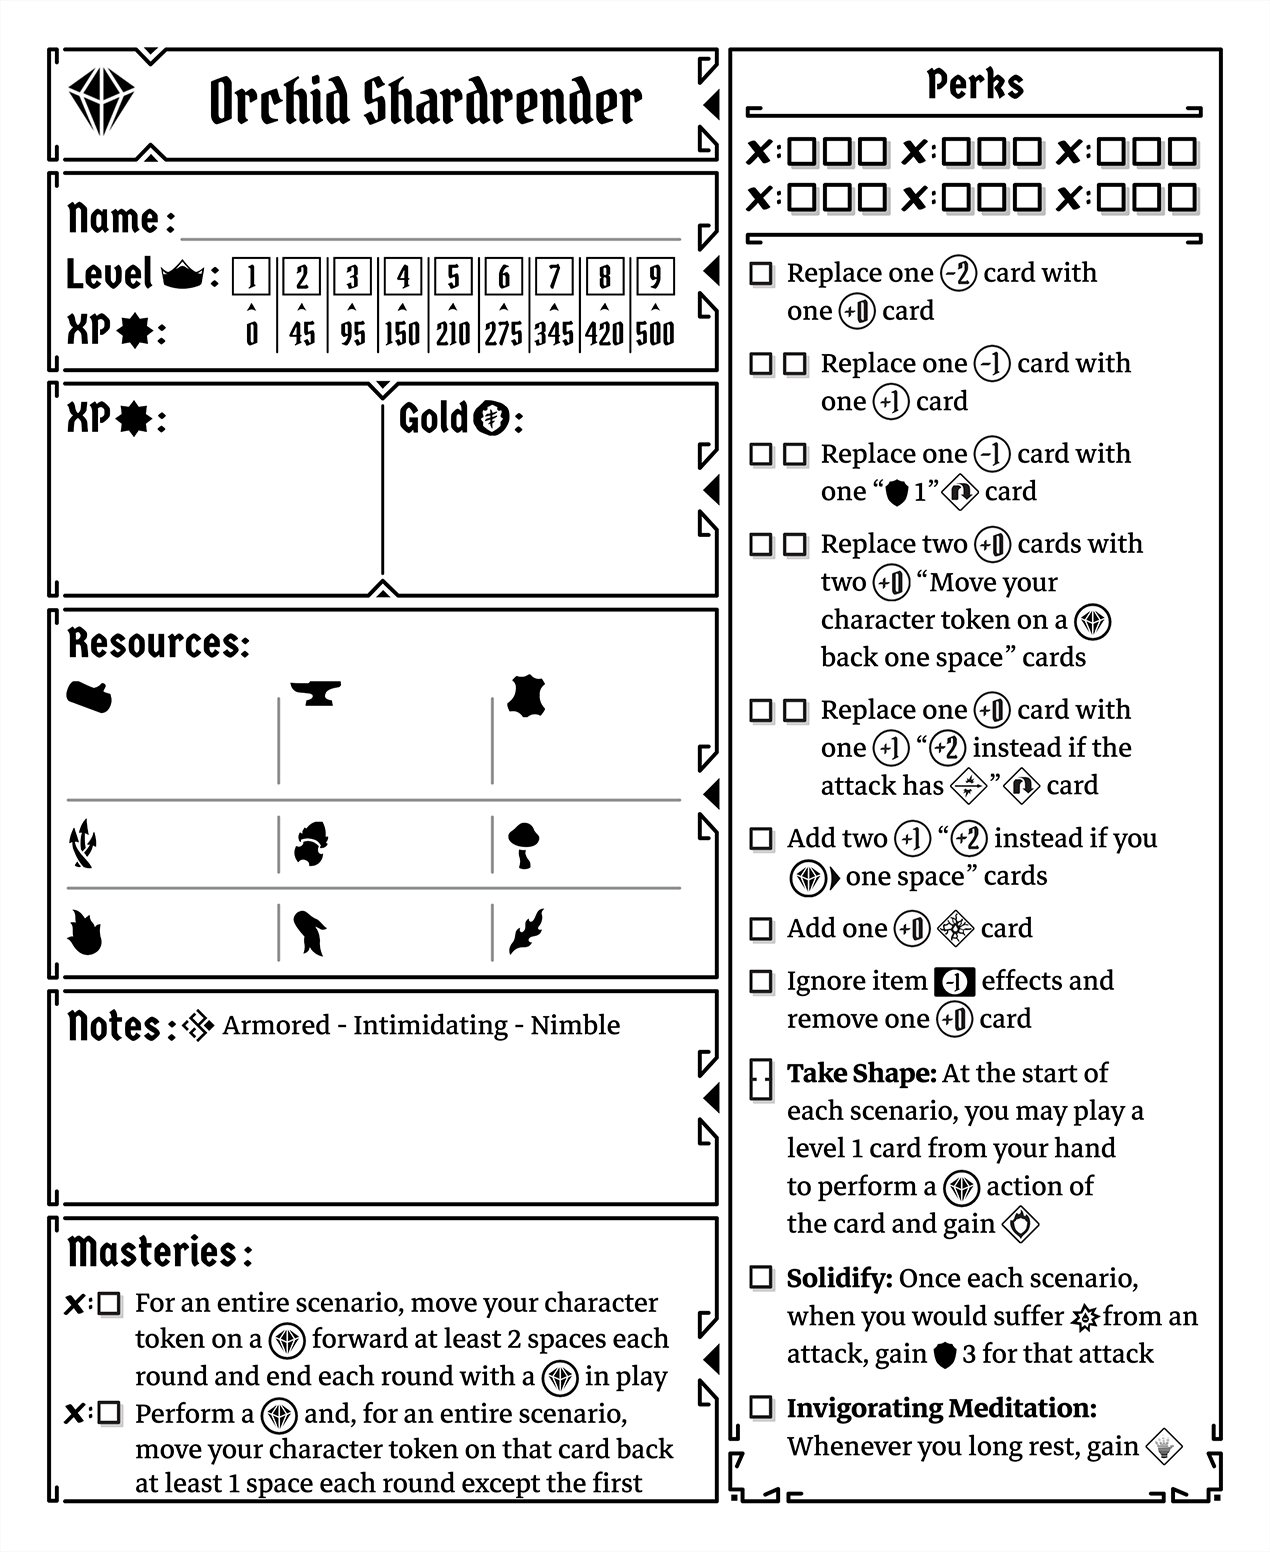 Orchid Shardrender
Name:
Level : 1 2 3 4 5 6 7 8 9
XP : 0 45 95 150 210 275 345 420 500
XP :
Gold :
Resources:
Notes: Armored - Intimidating - Nimble
Masteries:
For an entire scenario, move your character
token on a forward at least 2 spaces each
round and end each round with a in play
Perform a and, for an entire scenario,
move your character token on that card back
at least 1 space each round except the first
Perks
Replace one -2 card with
one +0 card
Replace one -1 card with
one +1 card
Replace one -1 card with
one “ 1” card
Replace two +0 cards with
two +0 “Move your
character token on a
back one space” cards
Replace one +0 card with
one +1 “+2 instead if the
attack has ” card
Add two +1 “+2 instead if you
one space” cards
Add one +0 card
Ignore item -1 effects and
remove one +0 card
Take Shape: At the start of
each scenario, you may play a
level 1 card from your hand
to perform a action of
the card and gain
Solidify: Once each scenario,
when you would suffer from an
attack, gain 3 for that attack
Invigorating Meditation:
Whenever you long rest, gain